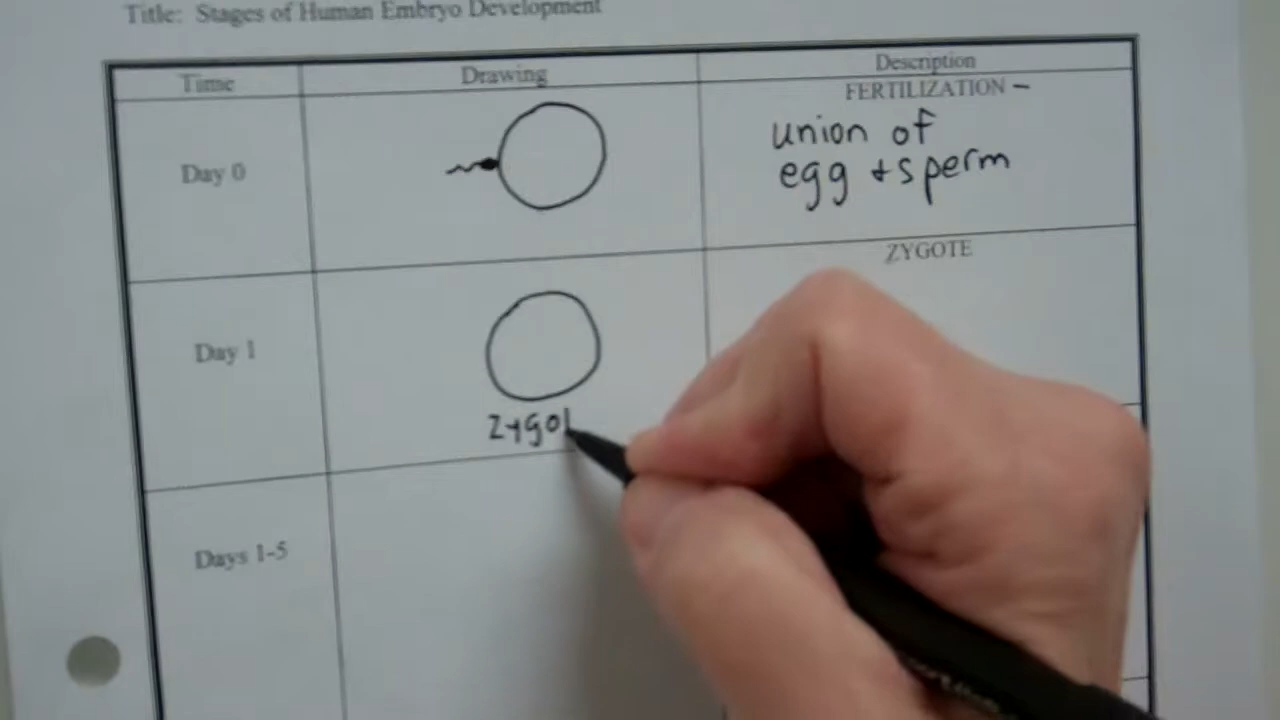 Title: Stages of Human Embryo Development
Time Drawing Description
FERTILIZATION –
Day 0 union of
egg + sperm
ZYGOTE
Day 1
zygot
Days 1-5